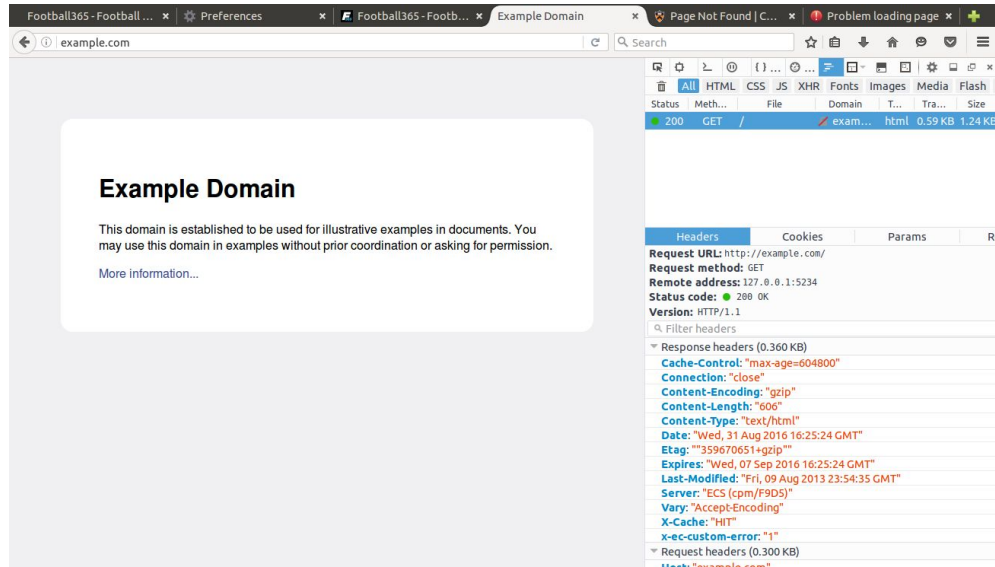 Football365 - Football ... × Preferences × Football365 - Footb... × Example Domain × Page Not Found | C... × Problem loading page ×
example.com Search
{ } ...
All HTML CSS JS XHR Fonts Images Media Flash
Status Meth... File Domain T... Tra... Size
200 GET / exam... html 0.59 KB 1.24 KB
Example Domain
This domain is established to be used for illustrative examples in documents. You
may use this domain in examples without prior coordination or asking for permission.
More information...
Headers Cookies Params R
Request URL: http://example.com/
Request method: GET
Remote address: 127.0.0.1:5234
Status code: 200 OK
Version: HTTP/1.1
Filter headers
Response headers (0.360 KB)
Cache-Control: "max-age=604800"
Connection: "close"
Content-Encoding: "gzip"
Content-Length: "606"
Content-Type: "text/html"
Date: "Wed, 31 Aug 2016 16:25:24 GMT"
Etag: ""359670651+gzip""
Expires: "Wed, 07 Sep 2016 16:25:24 GMT"
Last-Modified: "Fri, 09 Aug 2013 23:54:35 GMT"
Server: "ECS (cpm/F9D5)"
Vary: "Accept-Encoding"
X-Cache: "HIT"
x-ec-custom-error: "1"
Request headers (0.300 KB)
Host: "example.com"